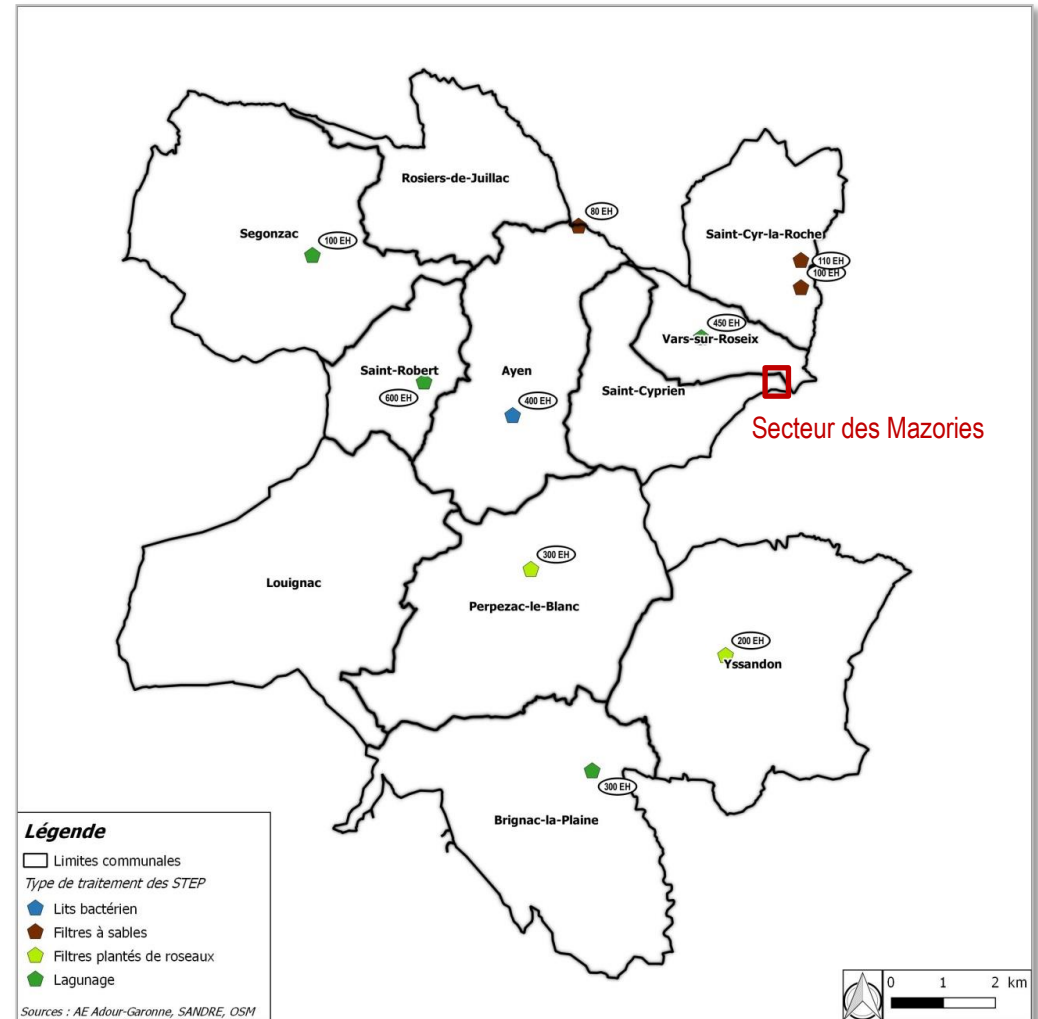 Rosiers-de-Juillac
80 EH
Segonzac
100 EH
Saint-Cyr-la-Roche
110 EH
100 EH
450 EH
Vars-sur-Roseix
Saint-Robert
600 EH
Ayen
400 EH
Saint-Cyprien
Secteur des Mazories
300 EH
Louignac
Perpezac-le-Blanc
200 EH
Yssandon
300 EH
Brignac-la-Plaine
Légende
Limites communales
Type de traitement des STEP
Lits bactérien
Filtres à sables
Filtres plantés de roseaux
Lagunage
Sources : AE Adour-Garonne, SANDRE, OSM
0 1 2 km